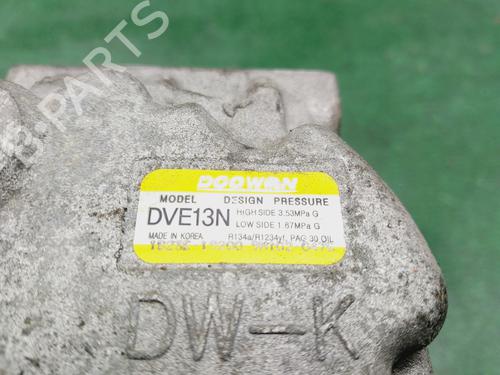 DOOWON
MODEL DESIGN PRESSURE
DVE13N HIGH SIDE 3.53MPa G
LOW SIDE 1.67MPa G
MADE IN KOREA R134a/R1234yf, PAG 30 OIL
DW-K
B-PARTS